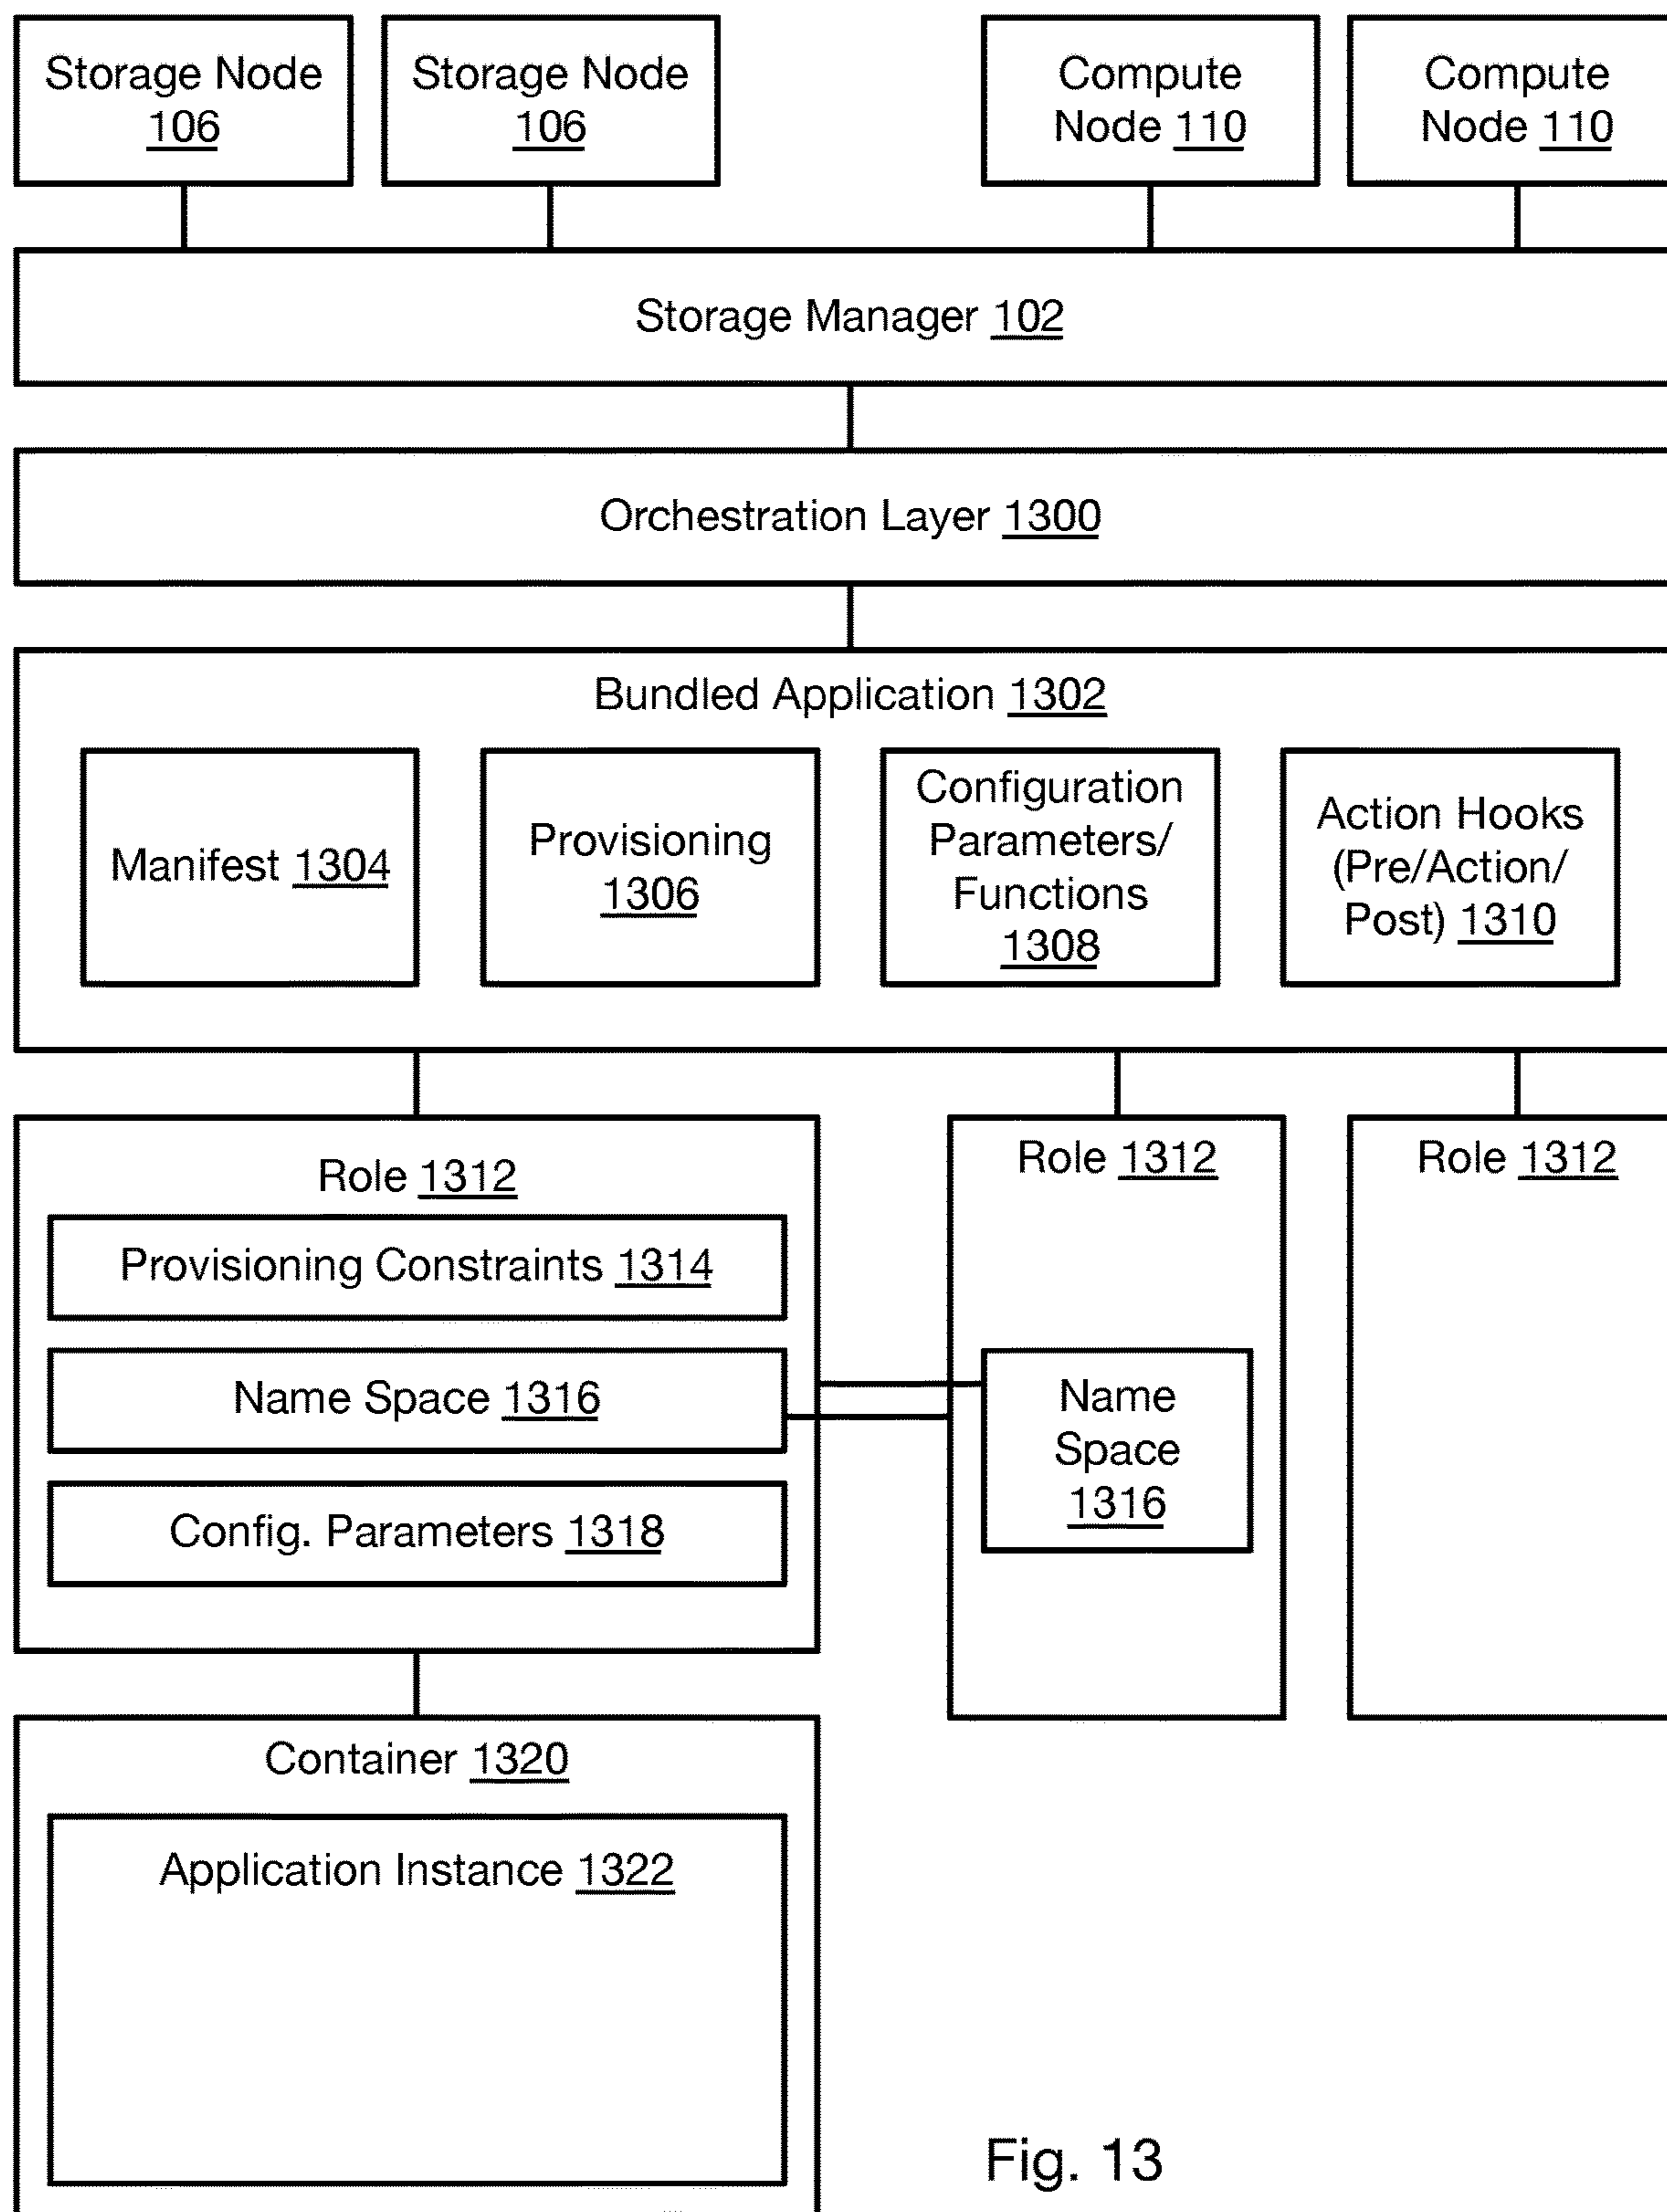 Storage Node
106
Storage Node
106
Compute
Node 110
Compute
Node 110
Storage Manager 102
Orchestration Layer 1300
Bundled Application 1302
Manifest 1304
Provisioning
1306
Configuration
Parameters/
Functions
1308
Action Hooks
(Pre/Action/
Post) 1310
Role 1312
Provisioning Constraints 1314
Name Space 1316
Config. Parameters 1318
Role 1312
Name
Space
1316
Role 1312
Container 1320
Application Instance 1322
Fig. 13